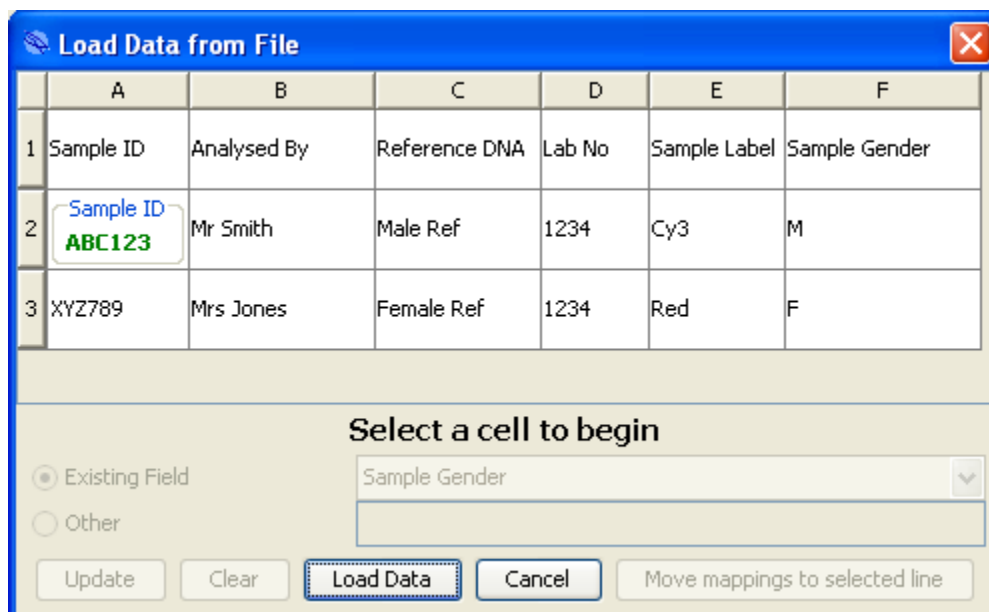 Load Data from File
A B C D E F
1 Sample ID Analysed By Reference DNA Lab No Sample Label Sample Gender
Sample ID
2 ABC123 Mr Smith Male Ref 1234 Cy3 M
3 XYZ789 Mrs Jones Female Ref 1234 Red F
Select a cell to begin
Existing Field Sample Gender
Other
Update Clear Load Data Cancel Move mappings to selected line